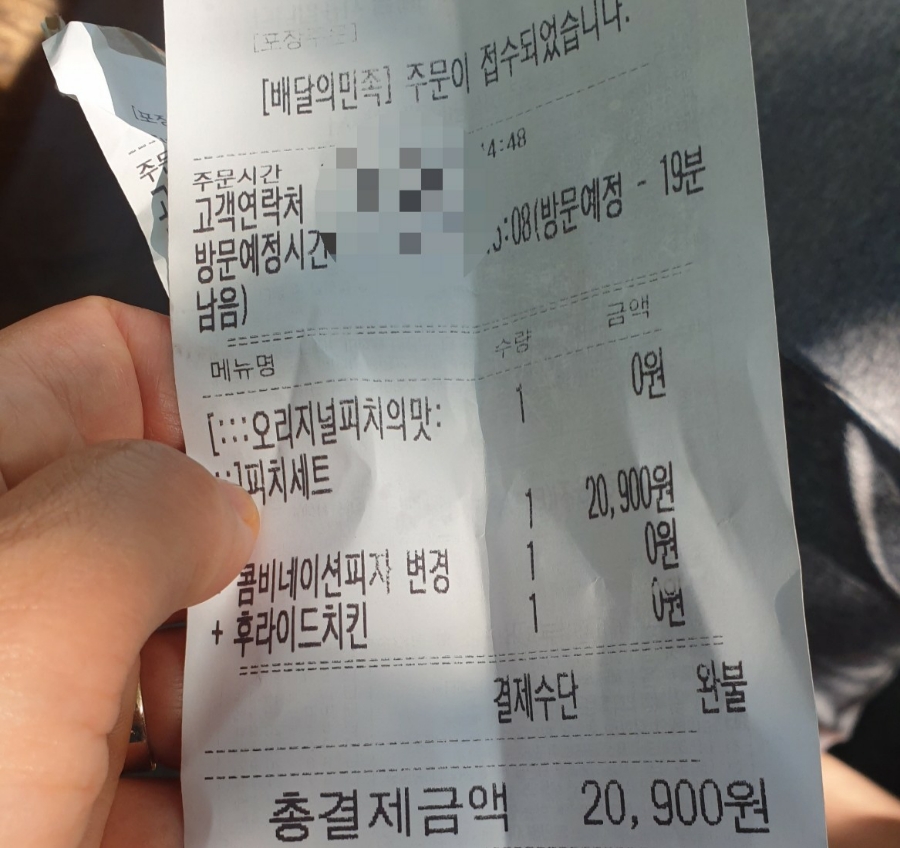 [포장주문]
[배달의민족] 주문이 접수되었습니다.
주문시간 14:48
고객연락처
방문예정시간 :08(방문예정 - 19분
남음)
메뉴명 수량 금액
[:::오리지널피치의맛: 1 0원
::]피치세트
1 20,900원
콤비네이션피자 변경 1 0원
+ 후라이드치킨 1 0원
결제수단 완불
총결제금액 20,900원